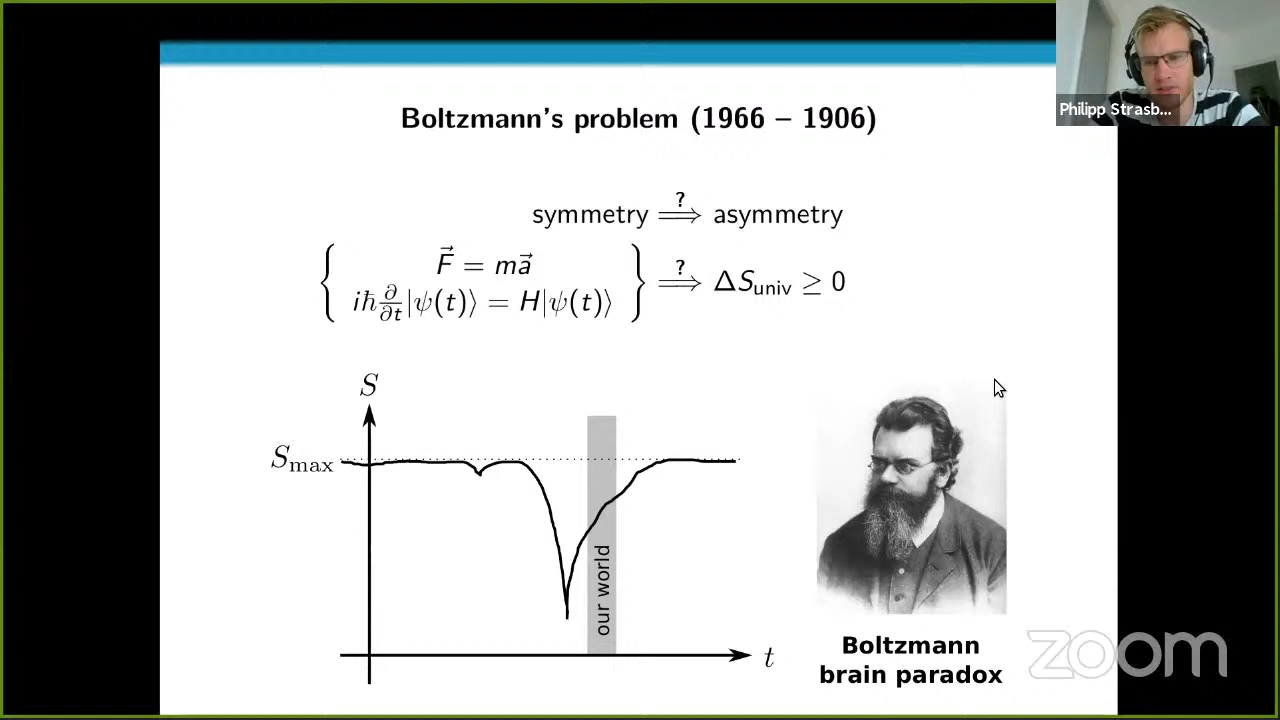 Philipp Strasb...
Boltzmann's problem (1966 – 1906)
symmetry ?⟹ asymmetry
{ F⃗ = ma⃗
iħ ∂/∂t |ψ(t)⟩ = H|ψ(t)⟩ } ?⟹ ΔS_univ ≥ 0
S
S_max
our world
t
Boltzmann
brain paradox
zoom